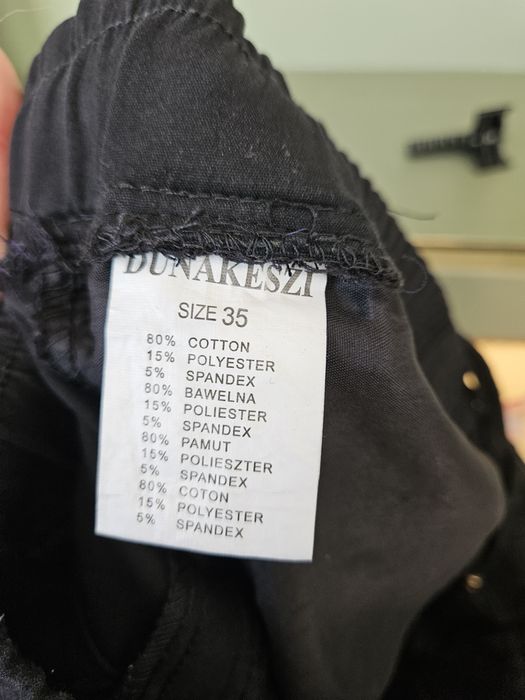 DUNAKESZI
SIZE 35
80% COTTON
15% POLYESTER
5% SPANDEX
80% BAWELNA
15% POLIESTER
5% SPANDEX
80% PAMUT
15% POLIESZTER
5% SPANDEX
80% COTON
15% POLYESTER
5% SPANDEX